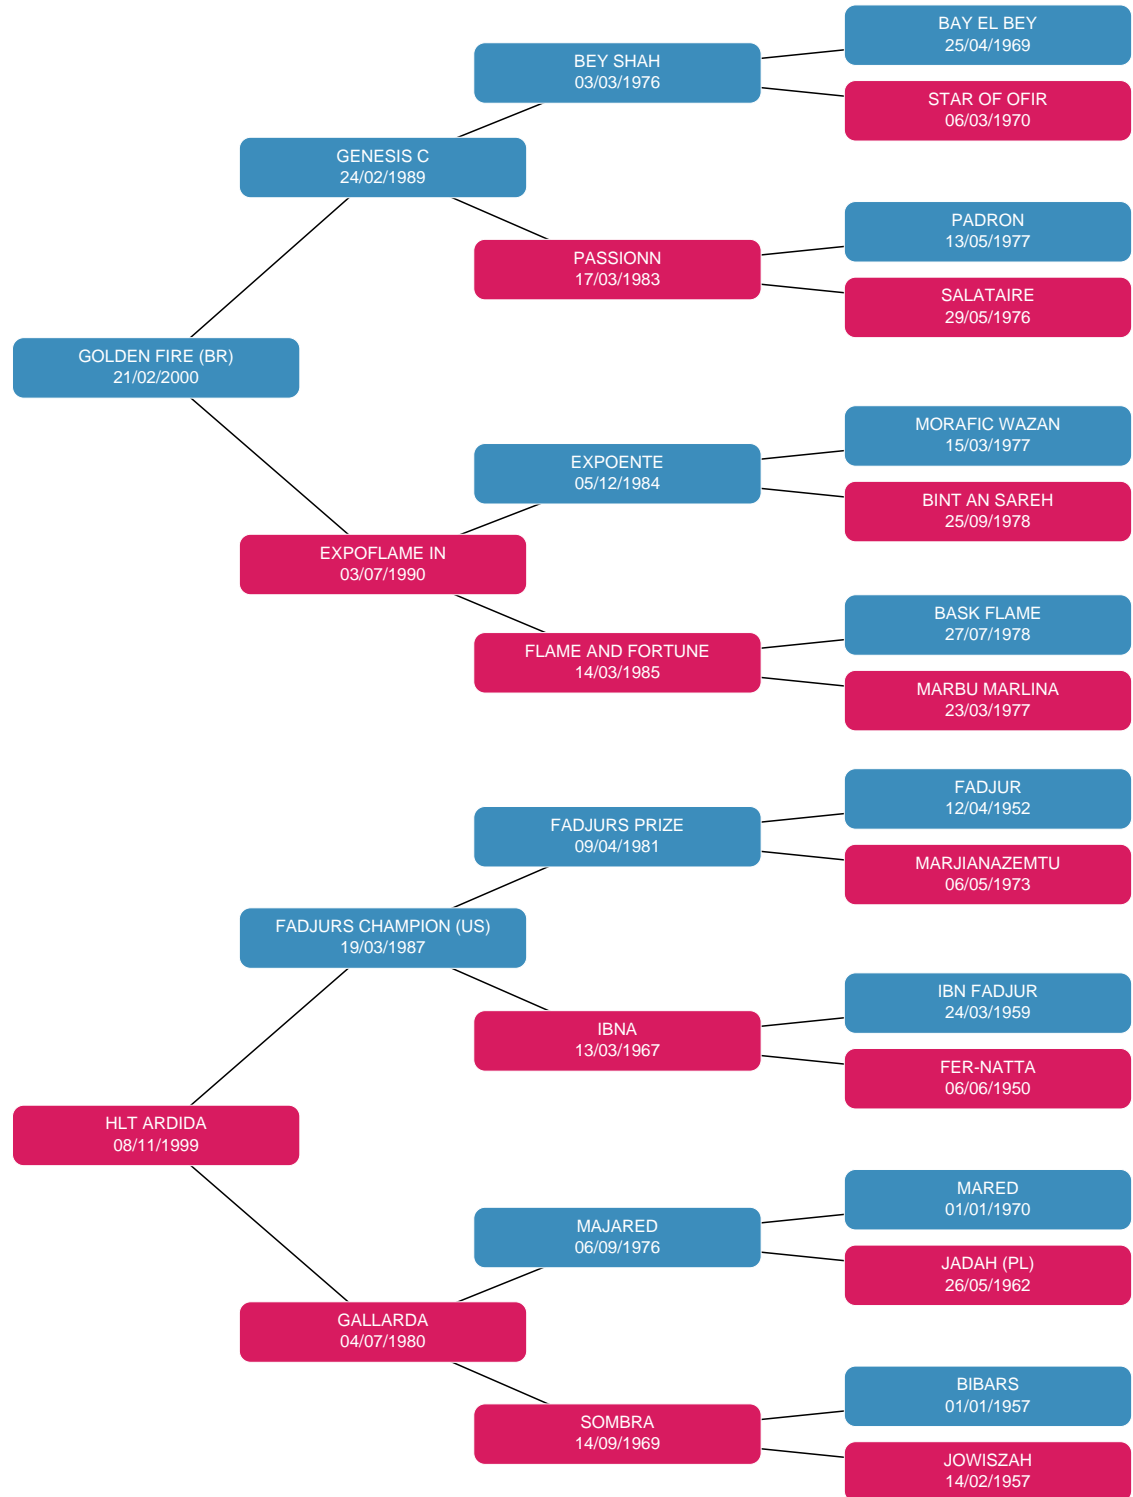 BAY EL BEY
25/04/1969
BEY SHAH
03/03/1976
STAR OF OFIR
06/03/1970
GENESIS C
24/02/1989
PADRON
13/05/1977
PASSIONN
17/03/1983
SALATAIRE
29/05/1976
GOLDEN FIRE (BR)
21/02/2000
MORAFIC WAZAN
15/03/1977
EXPOENTE
05/12/1984
BINT AN SAREH
25/09/1978
EXPOFLAME IN
03/07/1990
BASK FLAME
27/07/1978
FLAME AND FORTUNE
14/03/1985
MARBU MARLINA
23/03/1977
FADJUR
12/04/1952
FADJURS PRIZE
09/04/1981
MARJIANAZEMTU
06/05/1973
FADJURS CHAMPION (US)
19/03/1987
IBN FADJUR
24/03/1959
IBNA
13/03/1967
FER-NATTA
06/06/1950
HLT ARDIDA
08/11/1999
MARED
01/01/1970
MAJARED
06/09/1976
JADAH (PL)
26/05/1962
GALLARDA
04/07/1980
BIBARS
01/01/1957
SOMBRA
14/09/1969
JOWISZAH
14/02/1957